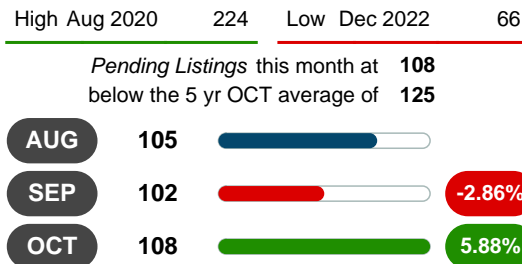 High Aug 2020 224 Low Dec 2022 66
Pending Listings this month at 108
below the 5 yr OCT average of 125
AUG 105
SEP 102 -2.86%
OCT 108 5.88%